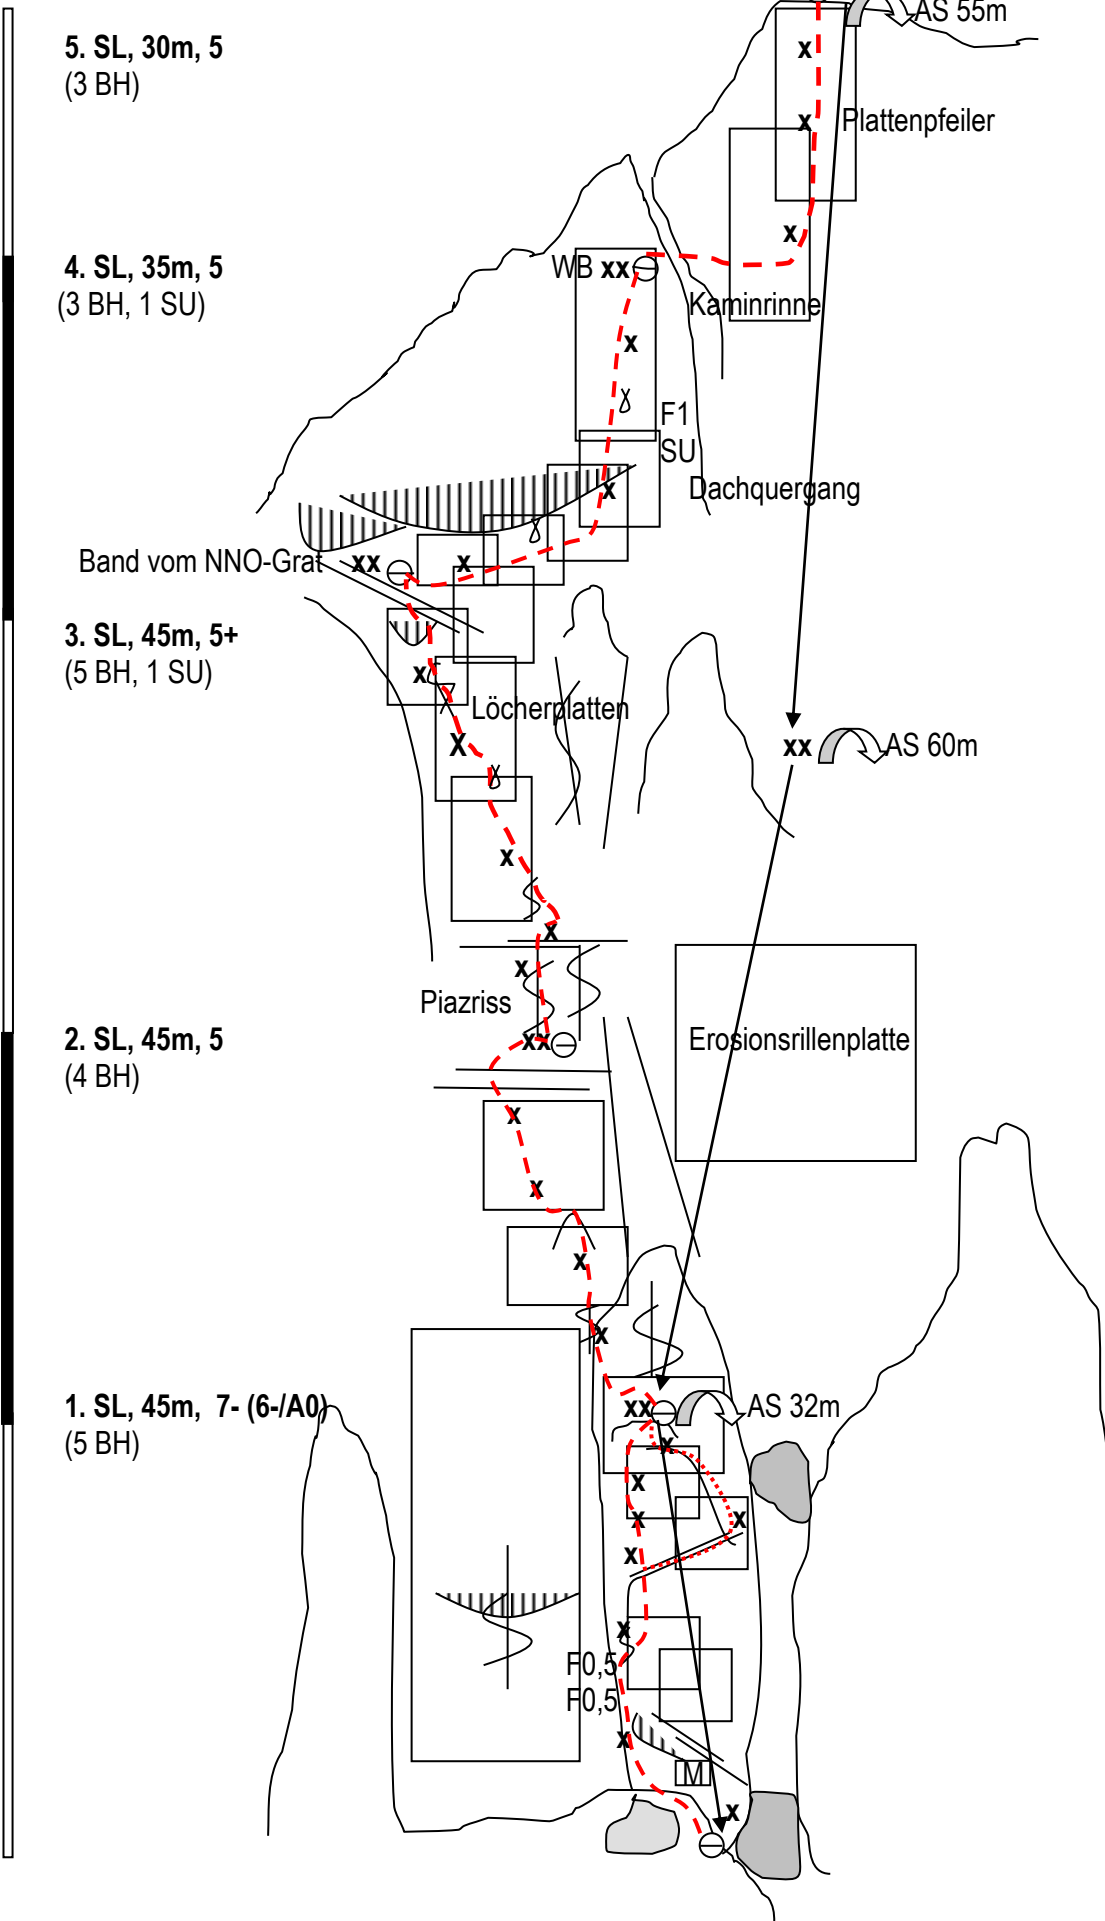 AS 55m
5. SL, 30m, 5
(3 BH)
x
x
Plattenpfeiler
x
4. SL, 35m, 5
(3 BH, 1 SU)
WB xx
Kaminrinne
x
F1
SU
x
Dachquergang
Band vom NNO-Grat xx
x
3. SL, 45m, 5+
(5 BH, 1 SU)
x
Löcherplatten
x
xx
AS 60m
x
x
x
Piazriss
2. SL, 45m, 5
(4 BH)
xx
Erosionsrillenplatte
x
x
x
x
1. SL, 45m, 7- (6-/A0)
(5 BH)
xx
AS 32m
x
x
x
x
x
x
F0,5
F0,5
x
M
x